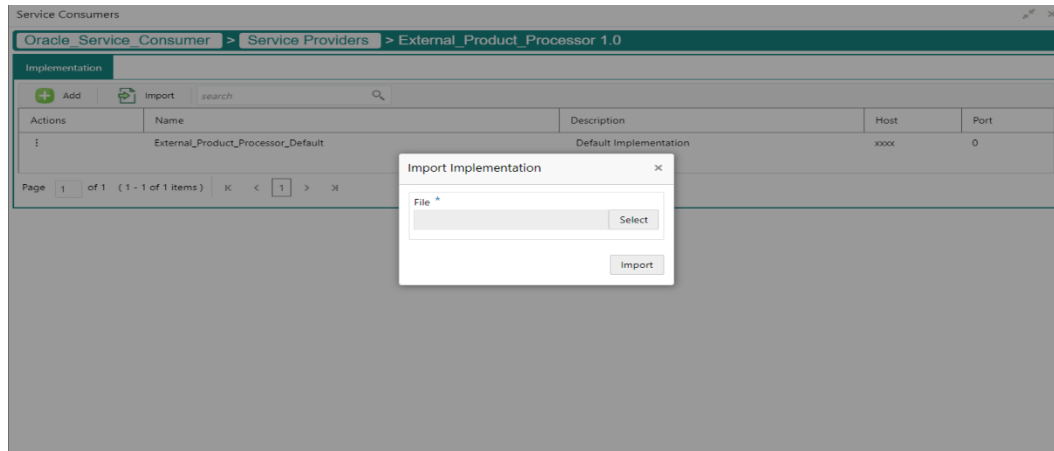 Service Consumers
Oracle_Service_Consumer > Service Providers > External_Product_Processor 1.0
Implementation
Add Import search
Actions Name Description Host Port
External_Product_Processor_Default Default Implementation xxxx 0
Page 1 of 1 (1 - 1 of 1 items) K < 1 > >|
Import Implementation ×
File *
Select
Import